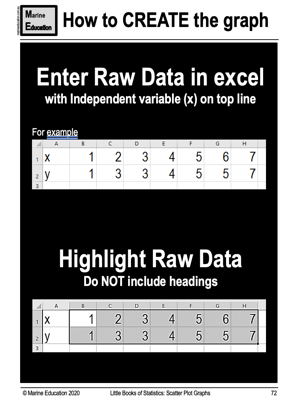 Marine
Education
How to CREATE the graph
Enter Raw Data in excel
with Independent variable (x) on top line
For example
A B C D E F G H
1 x 1 2 3 4 5 6 7
2 y 1 3 3 4 5 5 7
3
Highlight Raw Data
Do NOT include headings
A B C D E F G H
1 x 1 2 3 4 5 6 7
2 y 1 3 3 4 5 5 7
3
© Marine Education 2020 Little Books of Statistics: Scatter Plot Graphs 72